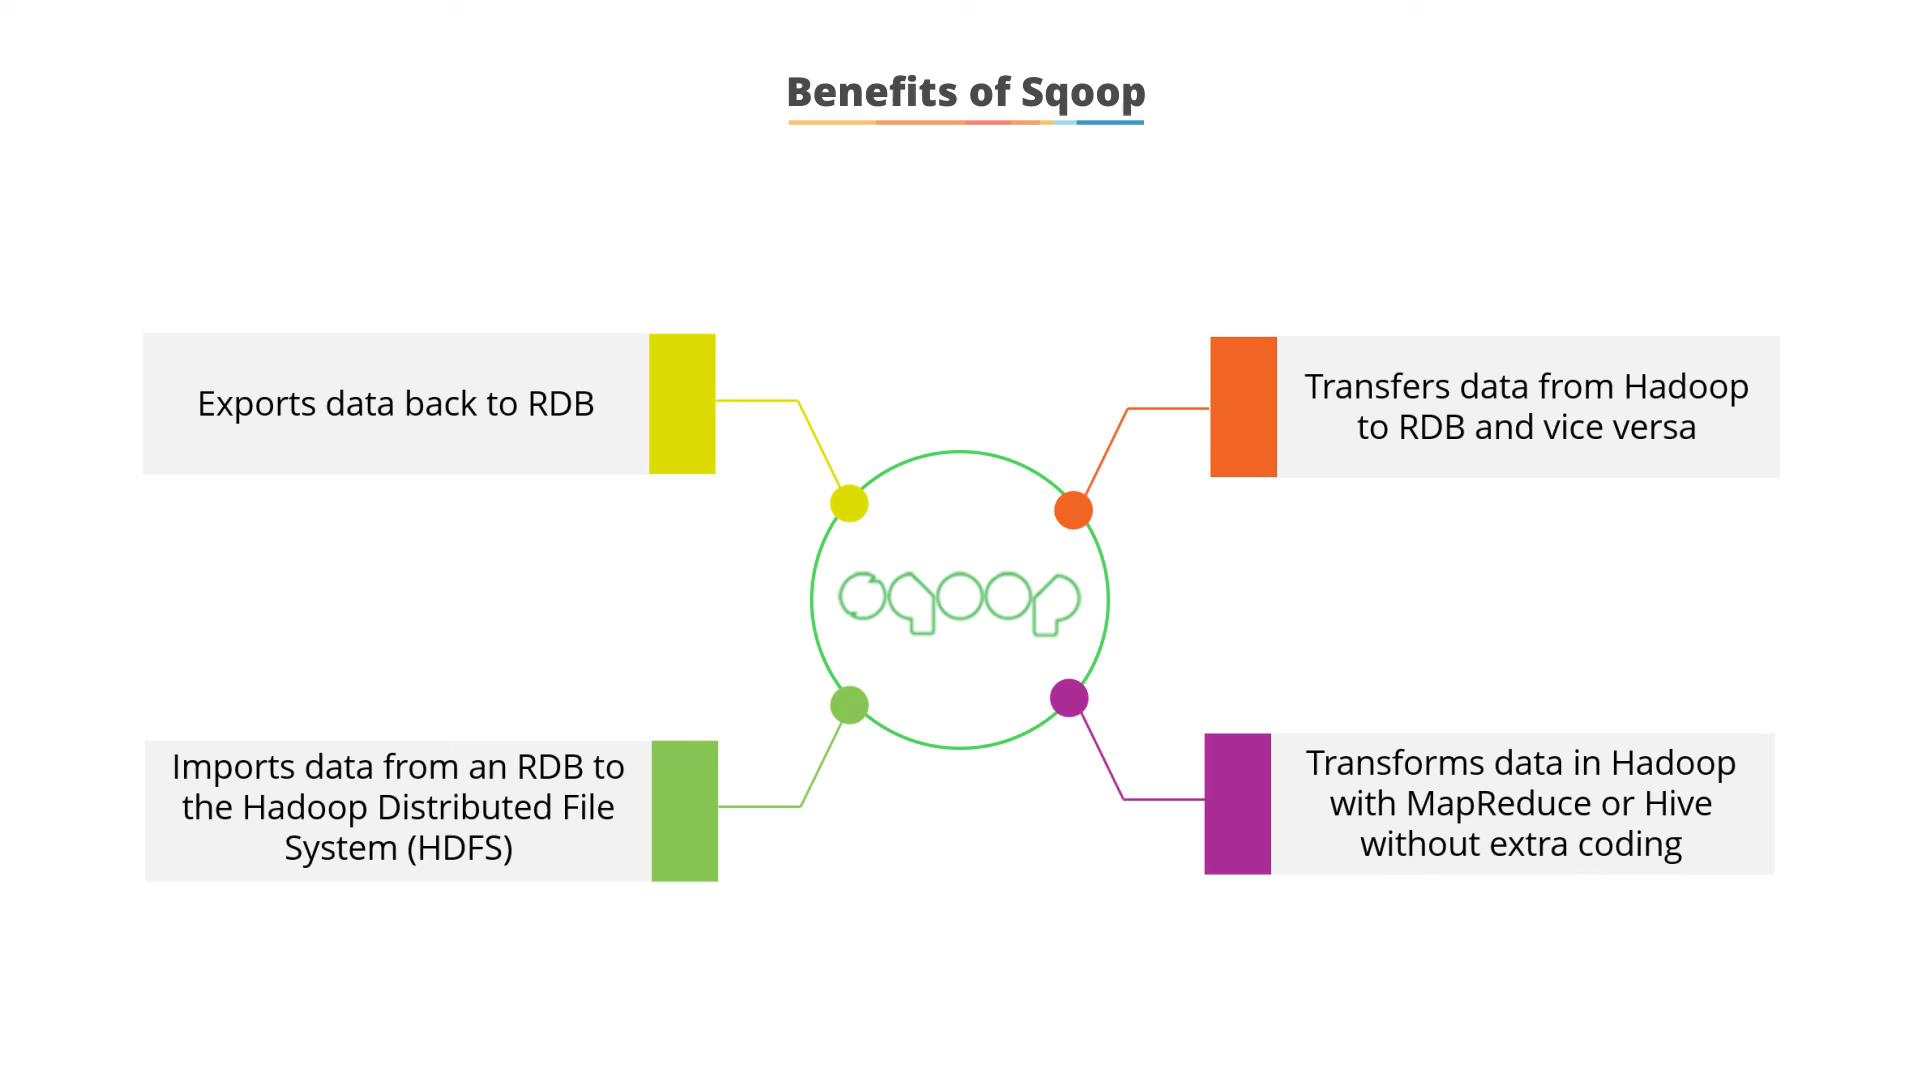 Benefits of Sqoop
Exports data back to RDB
Transfers data from Hadoop
to RDB and vice versa
sqoop
Imports data from an RDB to
the Hadoop Distributed File
System (HDFS)
Transforms data in Hadoop
with MapReduce or Hive
without extra coding